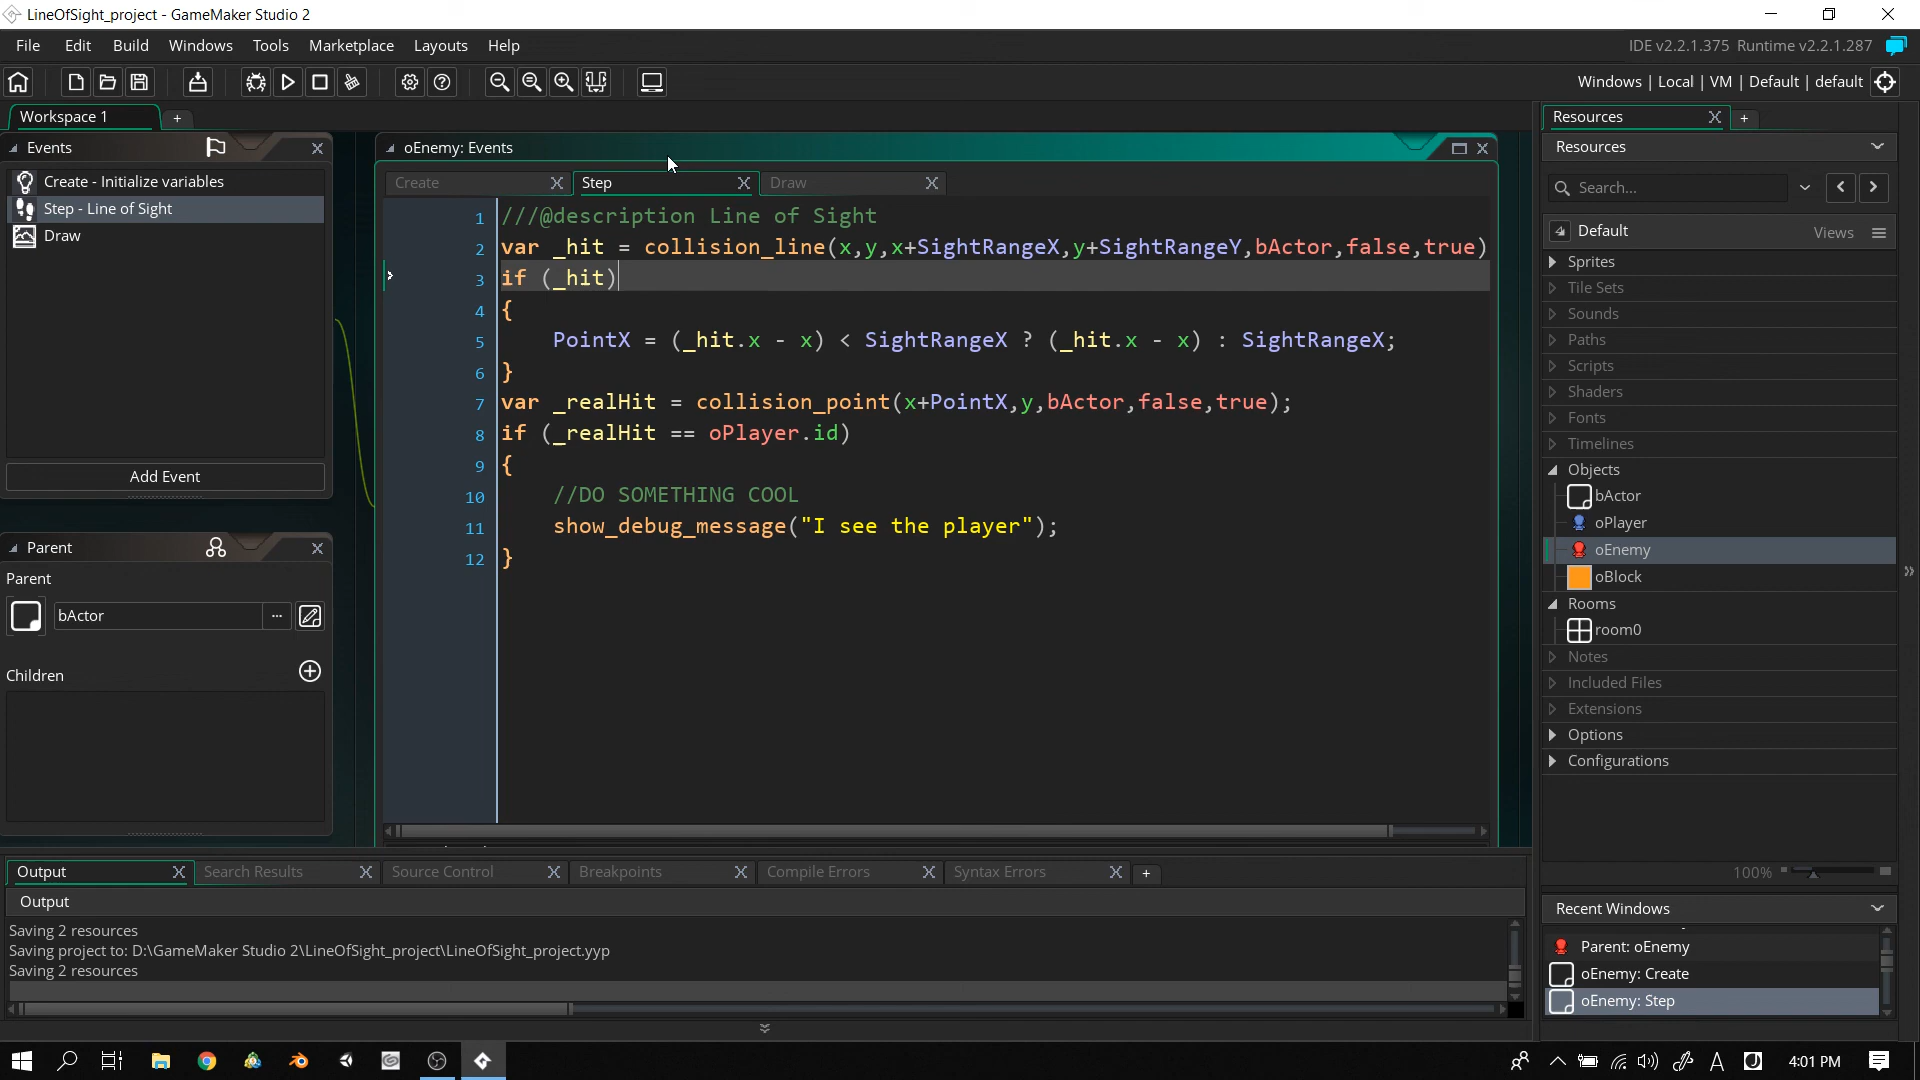 LineOfSight_project - GameMaker Studio 2
File Edit Build Windows Tools Marketplace Layouts Help
IDE v2.2.1.375 Runtime v2.2.1.287
Windows | Local | VM | Default | default
Workspace 1
Events
Create - Initialize variables
Step - Line of Sight
Draw
Add Event
Parent
Parent
bActor
...
Children
oEnemy: Events
Create
Step
Draw
1 ///@description Line of Sight
2 var _hit = collision_line(x,y,x+SightRangeX,y+SightRangeY,bActor,false,true)
3 if (_hit)
4 {
5 PointX = (_hit.x - x) < SightRangeX ? (_hit.x - x) : SightRangeX;
6 }
7 var _realHit = collision_point(x+PointX,y,bActor,false,true);
8 if (_realHit == oPlayer.id)
9 {
10 //DO SOMETHING COOL
11 show_debug_message("I see the player");
12 }
Resources
Resources
Search...
Default
Views
Sprites
Tile Sets
Sounds
Paths
Scripts
Shaders
Fonts
Timelines
Objects
bActor
oPlayer
oEnemy
oBlock
Rooms
room0
Notes
Included Files
Extensions
Options
Configurations
100%
Recent Windows
Parent: oEnemy
oEnemy: Create
oEnemy: Step
Output
Search Results
Source Control
Breakpoints
Compile Errors
Syntax Errors
Output
Saving 2 resources
Saving project to: D:\GameMaker Studio 2\LineOfSight_project\LineOfSight_project.yyp
Saving 2 resources
4:01 PM